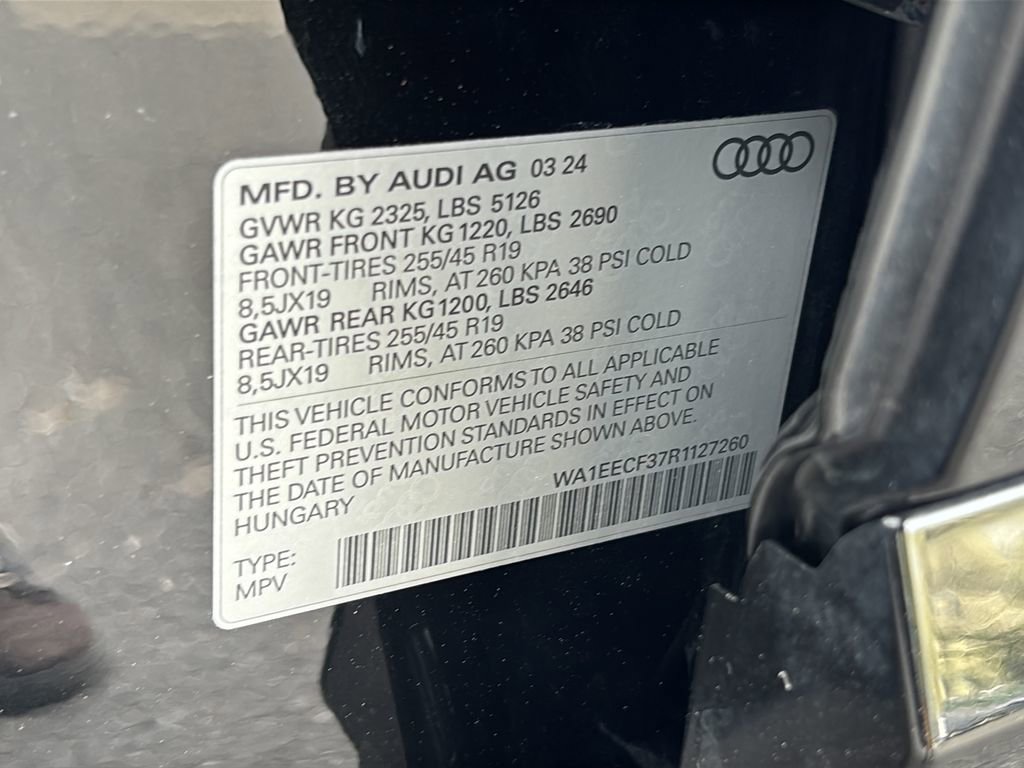 MFD. BY AUDI AG 03 24
GVWR KG 2325, LBS 5126
GAWR FRONT KG 1220, LBS 2690
FRONT-TIRES 255/45 R19
8,5JX19 RIMS, AT 260 KPA 38 PSI COLD
GAWR REAR KG 1200, LBS 2646
REAR-TIRES 255/45 R19
8,5JX19 RIMS, AT 260 KPA 38 PSI COLD
THIS VEHICLE CONFORMS TO ALL APPLICABLE
U.S. FEDERAL MOTOR VEHICLE SAFETY AND
THEFT PREVENTION STANDARDS IN EFFECT ON
THE DATE OF MANUFACTURE SHOWN ABOVE.
HUNGARY
WA1EECF37R1127260
TYPE:
MPV